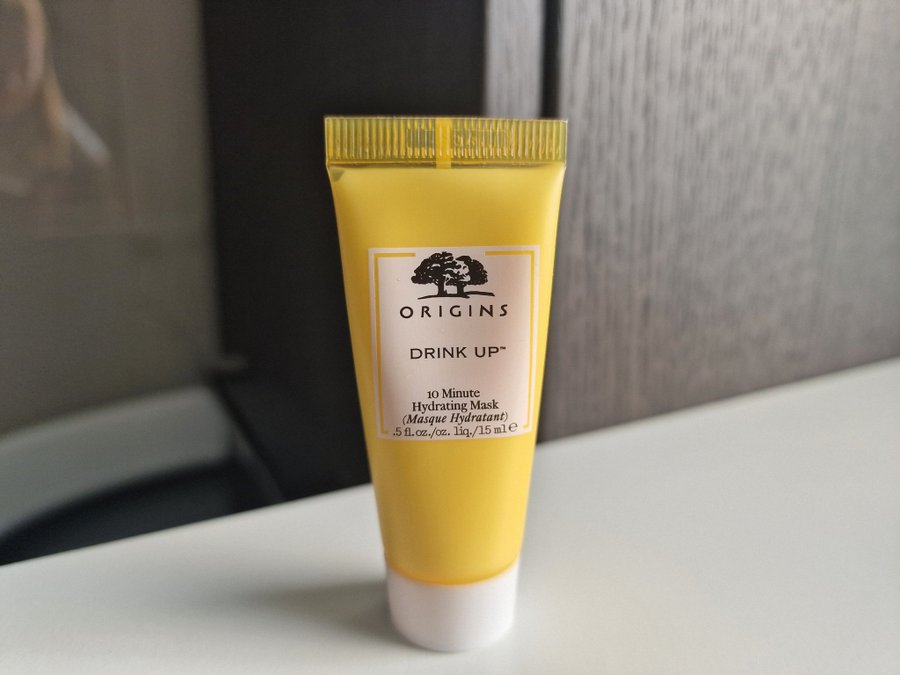 ORIGINS
DRINK UP™
10 Minute
Hydrating Mask
(Masque Hydratant)
.5 fl.oz./oz. liq./15 ml ℮